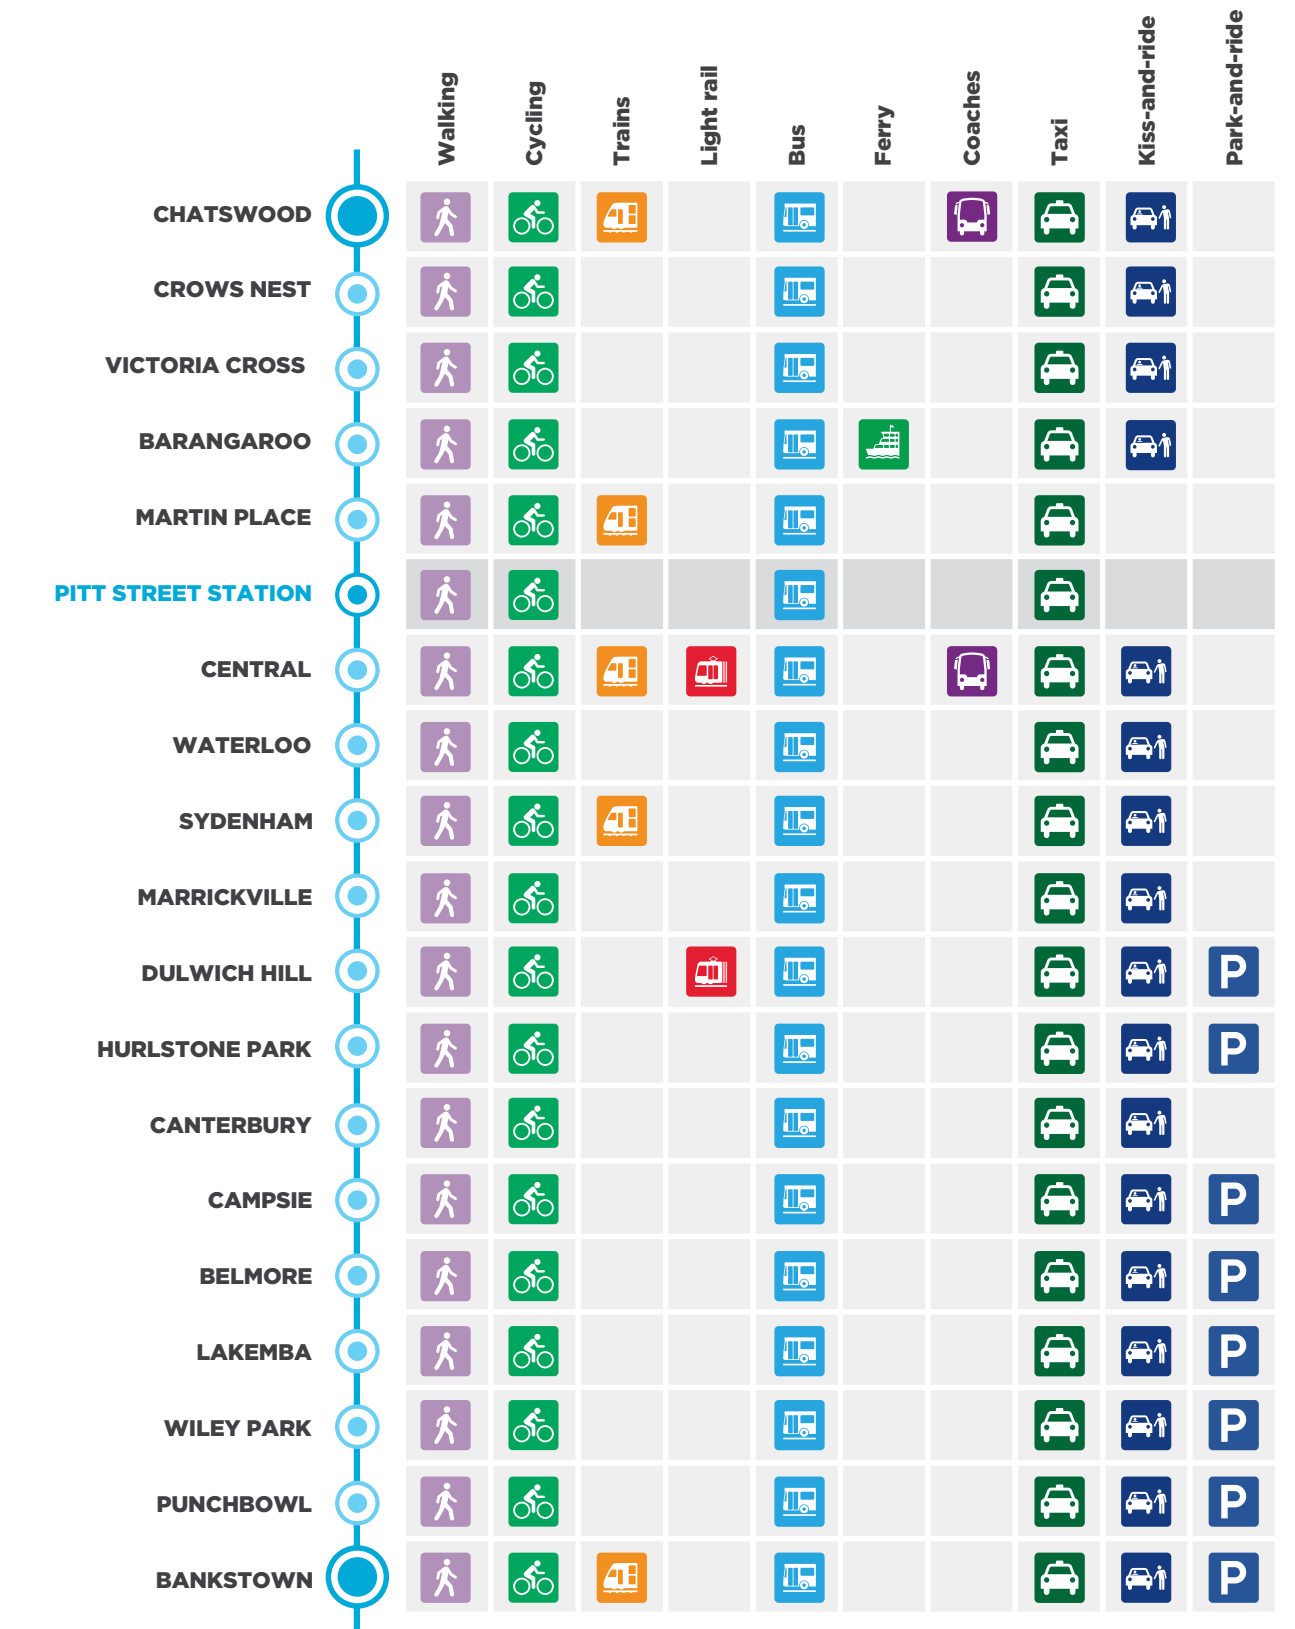 Walking
Cycling
Trains
Light rail
Bus
Ferry
Coaches
Taxi
Kiss-and-ride
Park-and-ride
CHATSWOOD
CROWS NEST
VICTORIA CROSS
BARANGAROO
MARTIN PLACE
PITT STREET STATION
CENTRAL
WATERLOO
SYDENHAM
MARRICKVILLE
DULWICH HILL
P
HURLSTONE PARK
P
CANTERBURY
CAMPSIE
P
BELMORE
P
LAKEMBA
P
WILEY PARK
P
PUNCHBOWL
P
BANKSTOWN
P